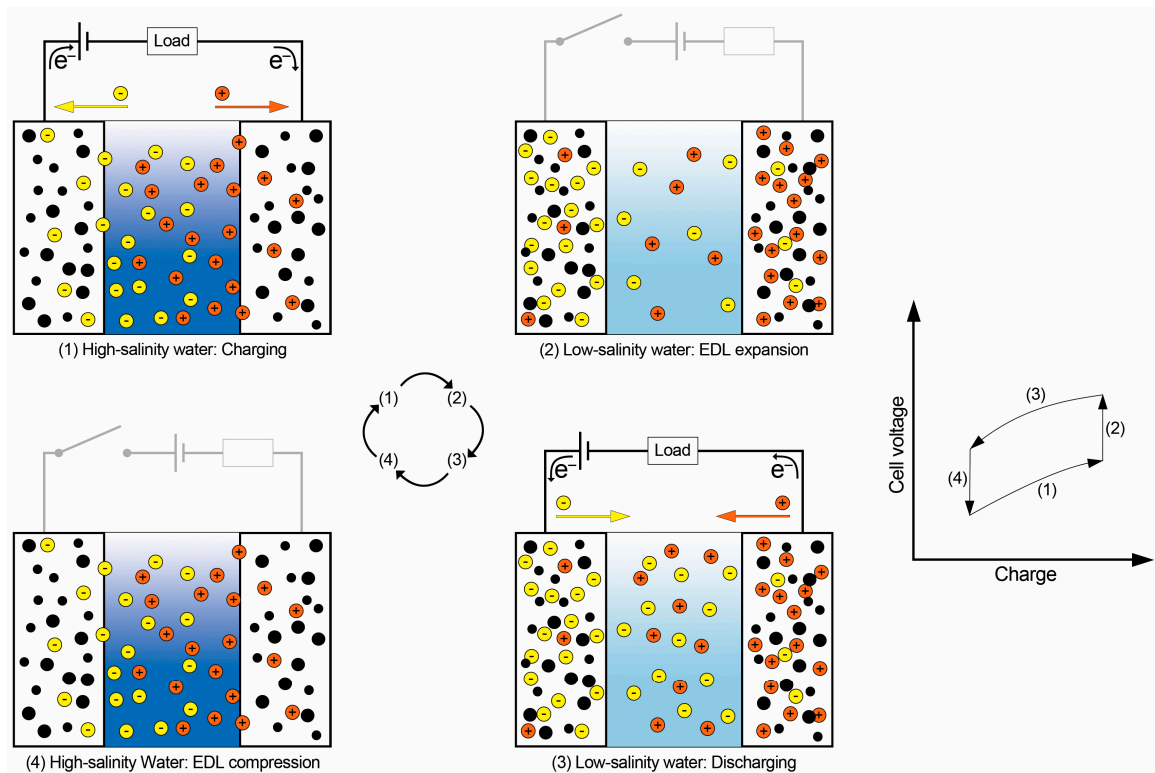 Load
e⁻
e⁻
(1) High-salinity water: Charging
(2) Low-salinity water: EDL expansion
(1)
(2)
(4)
(3)
Load
e⁻
e⁻
(4) High-salinity Water: EDL compression
(3) Low-salinity water: Discharging
Cell voltage
(3)
(2)
(4)
(1)
Charge